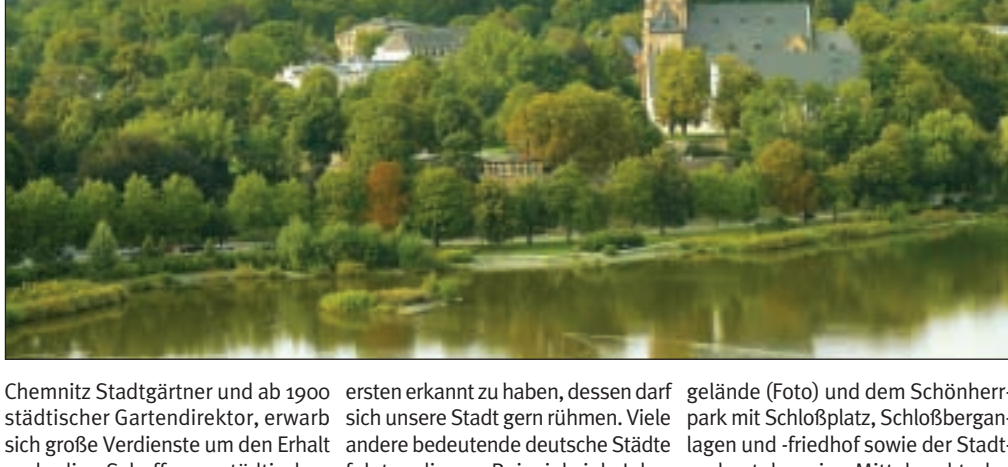 Chemnitz Stadtgärtner und ab 1900
städtischer Gartendirektor, erwarb
sich große Verdienste um den Erhalt
ersten erkannt zu haben, dessen darf
sich unsere Stadt gern rühmen. Viele
andere bedeutende deutsche Städte
gelände (Foto) und dem Schönherr-
park mit Schloßplatz, Schloßbergan-
lagen und -friedhof sowie der Stadt-